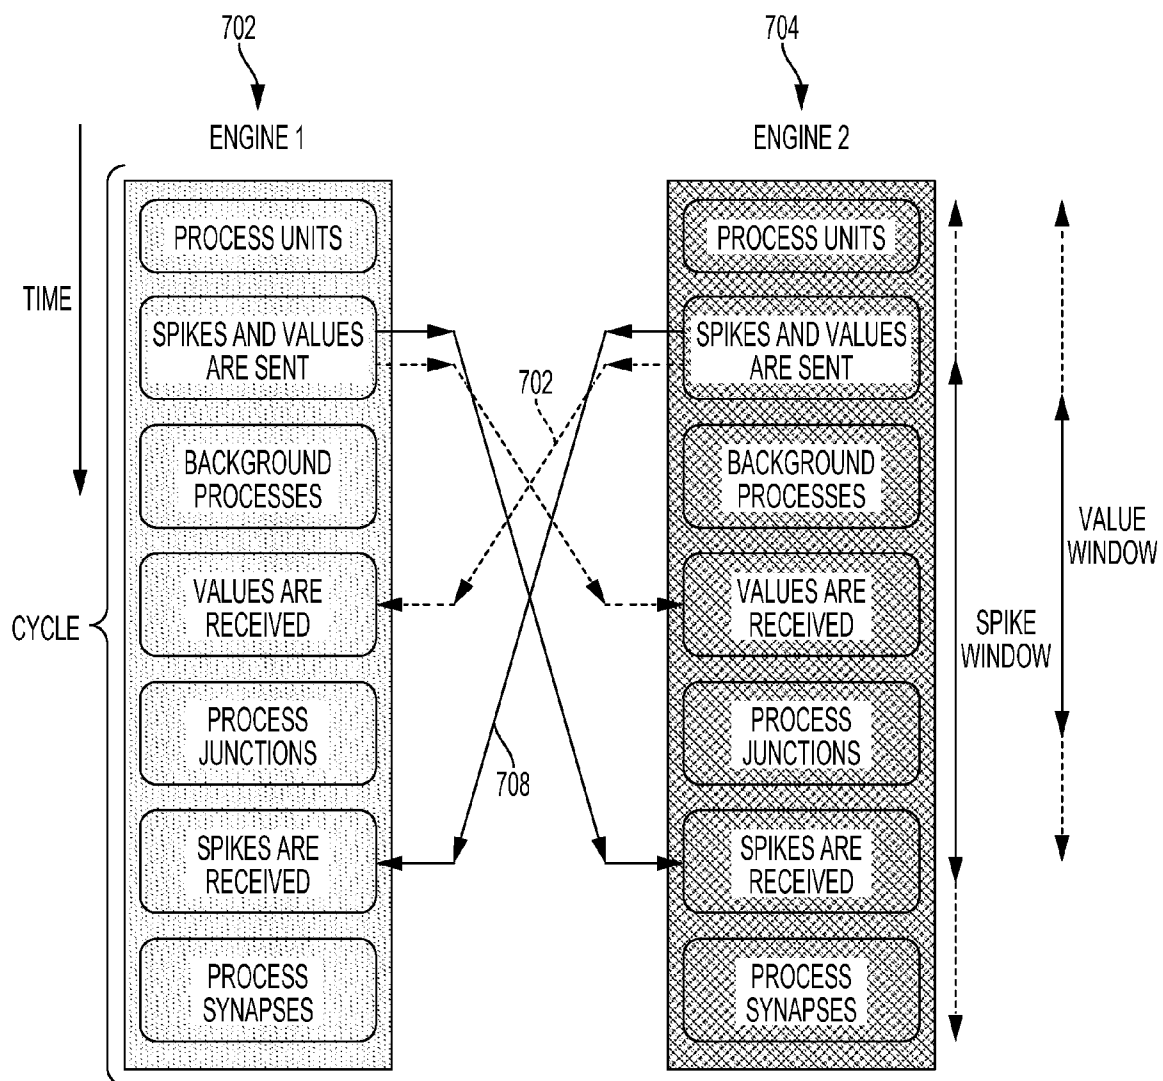 702
704
ENGINE 1
ENGINE 2
TIME
CYCLE
PROCESS UNITS
SPIKES AND VALUES
ARE SENT
BACKGROUND
PROCESSES
VALUES ARE
RECEIVED
PROCESS
JUNCTIONS
SPIKES ARE
RECEIVED
PROCESS
SYNAPSES
702
708
PROCESS UNITS
SPIKES AND VALUES
ARE SENT
BACKGROUND
PROCESSES
VALUES ARE
RECEIVED
PROCESS
JUNCTIONS
SPIKES ARE
RECEIVED
PROCESS
SYNAPSES
SPIKE
WINDOW
VALUE
WINDOW